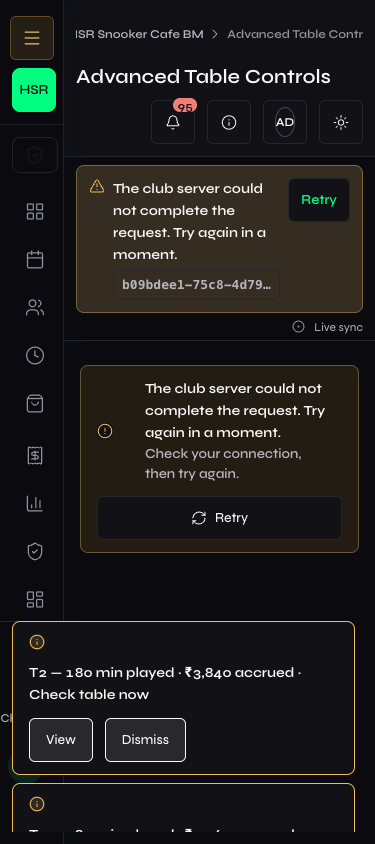 HSR
HSR Snooker Cafe BM > Advanced Table Contr
Advanced Table Controls
95
AD
The club server could
not complete the
request. Try again in a
moment.
Retry
b09bdee1-75c8-4d79…
Live sync
The club server could not
complete the request. Try
again in a moment.
Check your connection,
then try again.
Retry
T2 — 180 min played · ₹3,840 accrued ·
Check table now
View
Dismiss